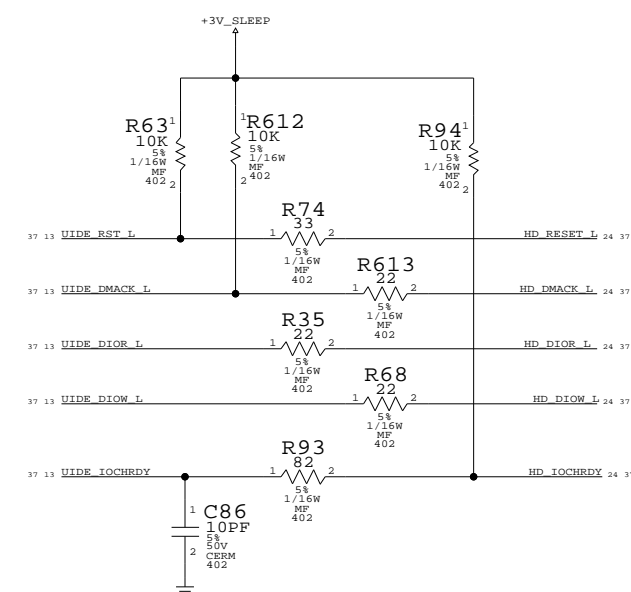 +3V_SLEEP
R63 1
10K
5%
1/16W
MF
402 2
1 R612
10K
5%
1/16W
MF
2 402
R94 1
10K
5%
1/16W
MF
402 2
37 13 UIDE_RST_L
1 R74 2
33
5%
1/16W
MF
402
HD_RESET_L 24 37
37 13 UIDE_DMACK_L
1 R613 2
22
5%
1/16W
MF
402
HD_DMACK_L 24 37
37 13 UIDE_DIOR_L
1 R35 2
22
5%
1/16W
MF
402
HD_DIOR_L 24 37
37 13 UIDE_DIOW_L
1 R68 2
22
5%
1/16W
MF
402
HD_DIOW_L 24 37
37 13 UIDE_IOCHRDY
1 R93 2
82
5%
1/16W
MF
402
HD_IOCHRDY 24 37
1 C86
10PF
5%
50V
2 CERM
402